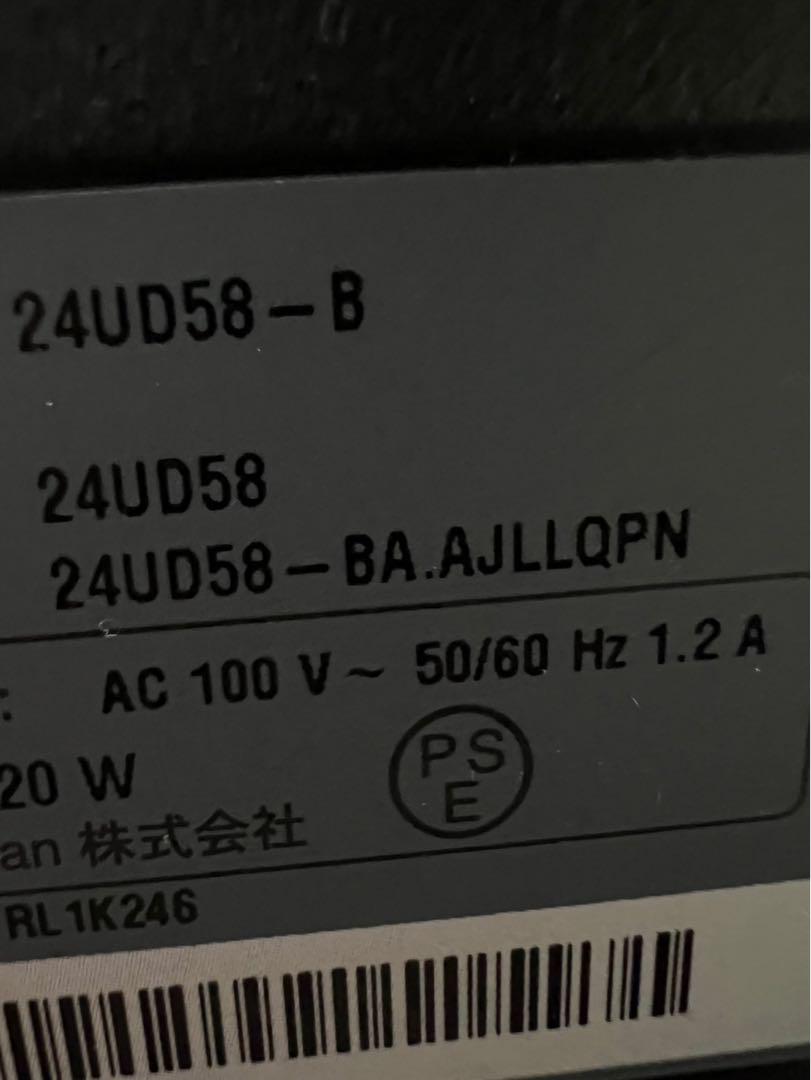 24UD58-B
24UD58
24UD58-BA.AJLLQPN
: AC 100 V~ 50/60 Hz 1.2 A
20 W
PS
E
an 株式会社
RL1K246